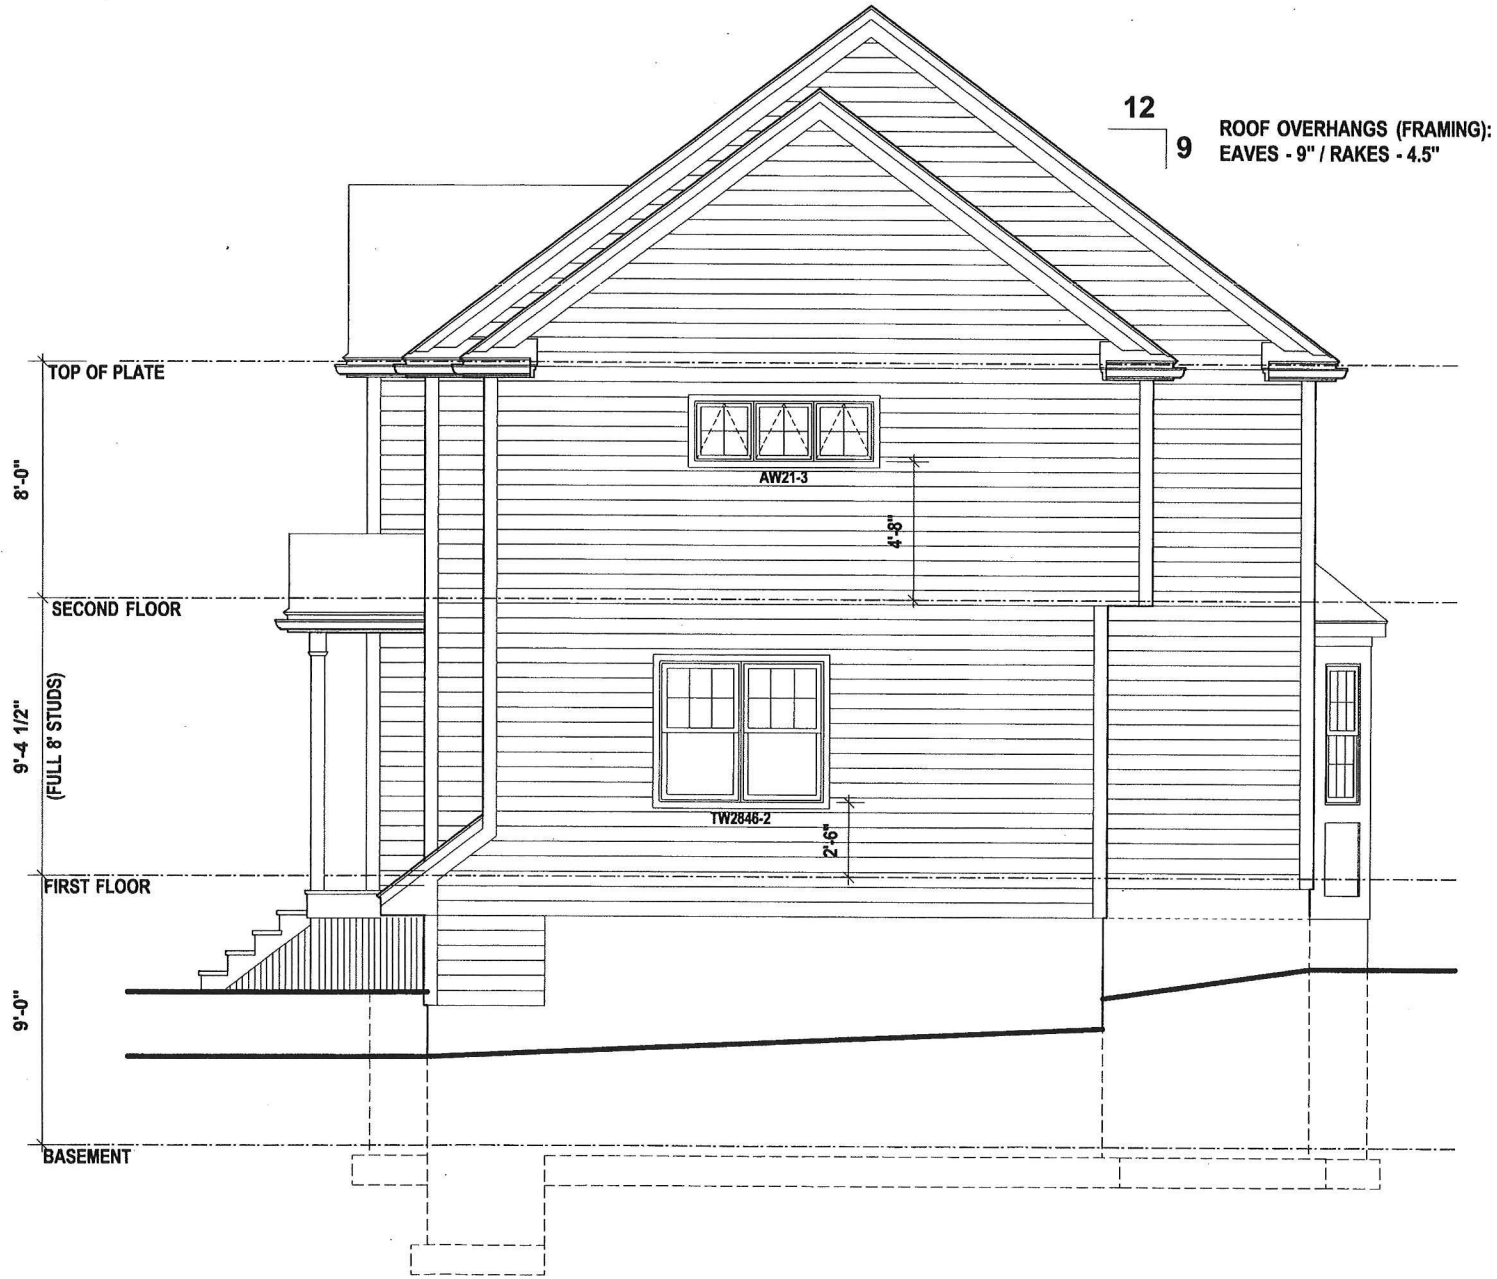 12
9
ROOF OVERHANGS (FRAMING):
EAVES - 9" / RAKES - 4.5"
TOP OF PLATE
8'-0"
AW21-3
4'-8"
SECOND FLOOR
9'-4 1/2"
(FULL 8' STUDS)
TW2846-2
2'-6"
FIRST FLOOR
9'-0"
BASEMENT